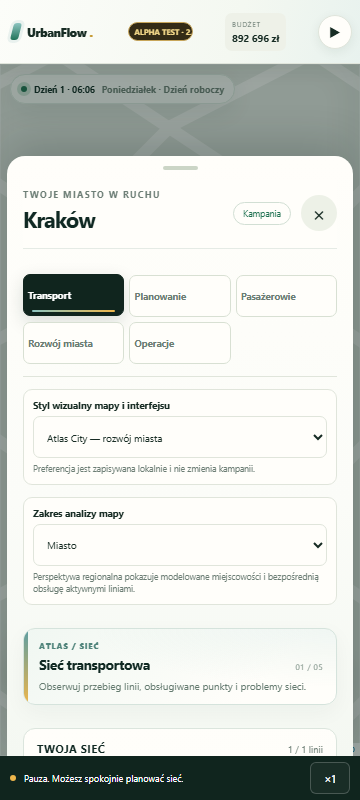 UrbanFlow.
ALPHA TEST · 2
BUDŻET
892 696 zł
Dzień 1 · 06:06 Poniedziałek · Dzień roboczy
TWOJE MIASTO W RUCHU
Kraków
Kampania
×
Transport
Planowanie
Pasażerowie
Rozwój miasta
Operacje
Styl wizualny mapy i interfejsu
Atlas City — rozwój miasta
Preferencja jest zapisywana lokalnie i nie zmienia kampanii.
Zakres analizy mapy
Miasto
Perspektywa regionalna pokazuje modelowane miejscowości i bezpośrednią
obsługę aktywnymi liniami.
ATLAS / SIEĆ
Sieć transportowa
01 / 05
Obserwuj przebieg linii, obsługiwane punkty i problemy sieci.
TWOJA SIEĆ
1 / 1 linii
Pauza. Możesz spokojnie planować sieć.
×1